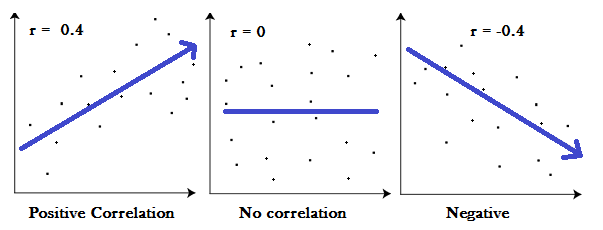 r =  0.4
r = 0
r = -0.4
Positive Correlation
No correlation
Negative